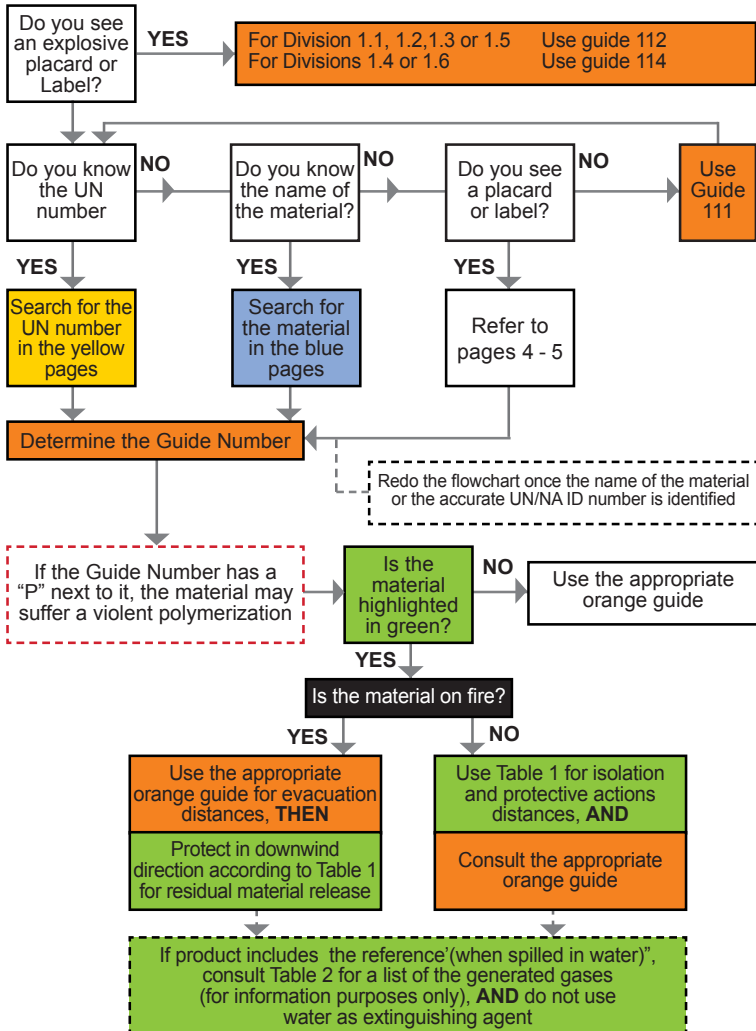 Do you see
an explosive
placard or
Label?
YES
For Division 1.1, 1.2,1.3 or 1.5 Use guide 112
For Divisions 1.4 or 1.6 Use guide 114
Do you know
the UN
number
NO
Do you know
the name of
the material?
NO
Do you see
a placard
or label?
NO
Use
Guide
111
YES
YES
YES
Search for the
UN number
in the yellow
pages
Search for
the material
in the blue
pages
Refer to
pages 4 - 5
Determine the Guide Number
Redo the flowchart once the name of the material
or the accurate UN/NA ID number is identified
If the Guide Number has a
“P” next to it, the material may
suffer a violent polymerization
Is the
material
highlighted
in green?
NO
Use the appropriate
orange guide
YES
Is the material on fire?
YES
NO
Use the appropriate
orange guide for evacuation
distances, THEN
Protect in downwind
direction according to Table 1
for residual material release
Use Table 1 for isolation
and protective actions
distances, AND
Consult the appropriate
orange guide
If product includes the reference’(when spilled in water)”,
consult Table 2 for a list of the generated gases
(for information purposes only), AND do not use
water as extinguishing agent